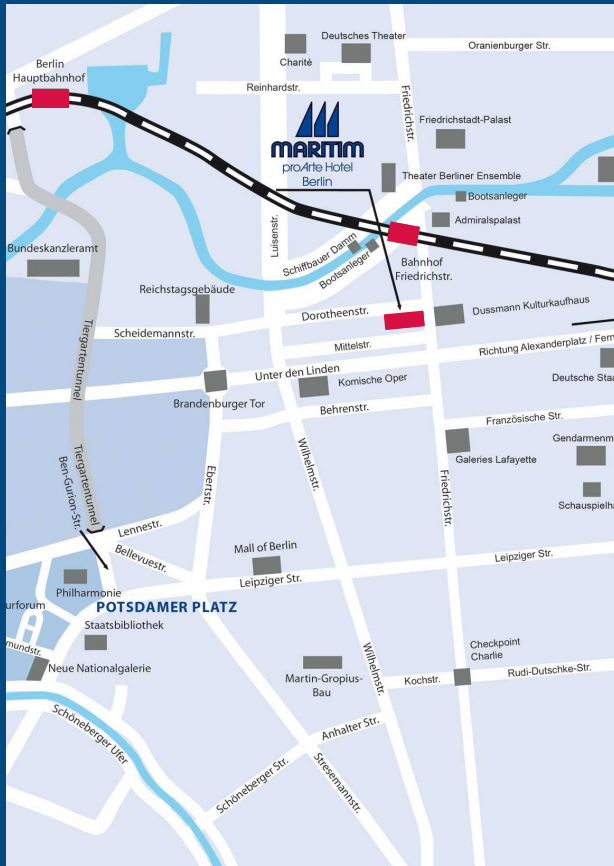 Berlin
Hauptbahnhof
Charité
Deutsches Theater
Oranienburger Str.
Reinhardstr.
Friedrichstr.
MARITIM
proArte Hotel
Berlin
Friedrichstadt-Palast
Theater Berliner Ensemble
Bootsanleger
Admiralspalast
Luisenstr.
Schiffbauer Damm
Bootsanleger
Bahnhof
Friedrichstr.
Bundeskanzleramt
Reichstagsgebäude
Dorotheenstr.
Dussmann Kulturkaufhaus
Scheidemannstr.
Mittelstr.
Richtung Alexanderplatz / Fern
Tiergartentunnel
Unter den Linden
Komische Oper
Deutsche Staa
Brandenburger Tor
Behrenstr.
Französische Str.
Wilhelmstr.
Galeries Lafayette
Gendarmenm
Ebertstr.
Friedrichstr.
Tiergartentunnel
Ben-Gurion-Str.
Schauspielha
Lennestr.
Bellevuestr.
Mall of Berlin
Leipziger Str.
Leipziger Str.
Philharmonie
urforum
POTSDAMER PLATZ
Staatsbibliothek
mundstr.
Neue Nationalgalerie
Martin-Gropius-
Bau
Wilhelmstr.
Kochstr.
Checkpoint
Charlie
Rudi-Dutschke-Str.
Schöneberger Ufer
Anhalter Str.
Schöneberger Str.
Stresemannstr.